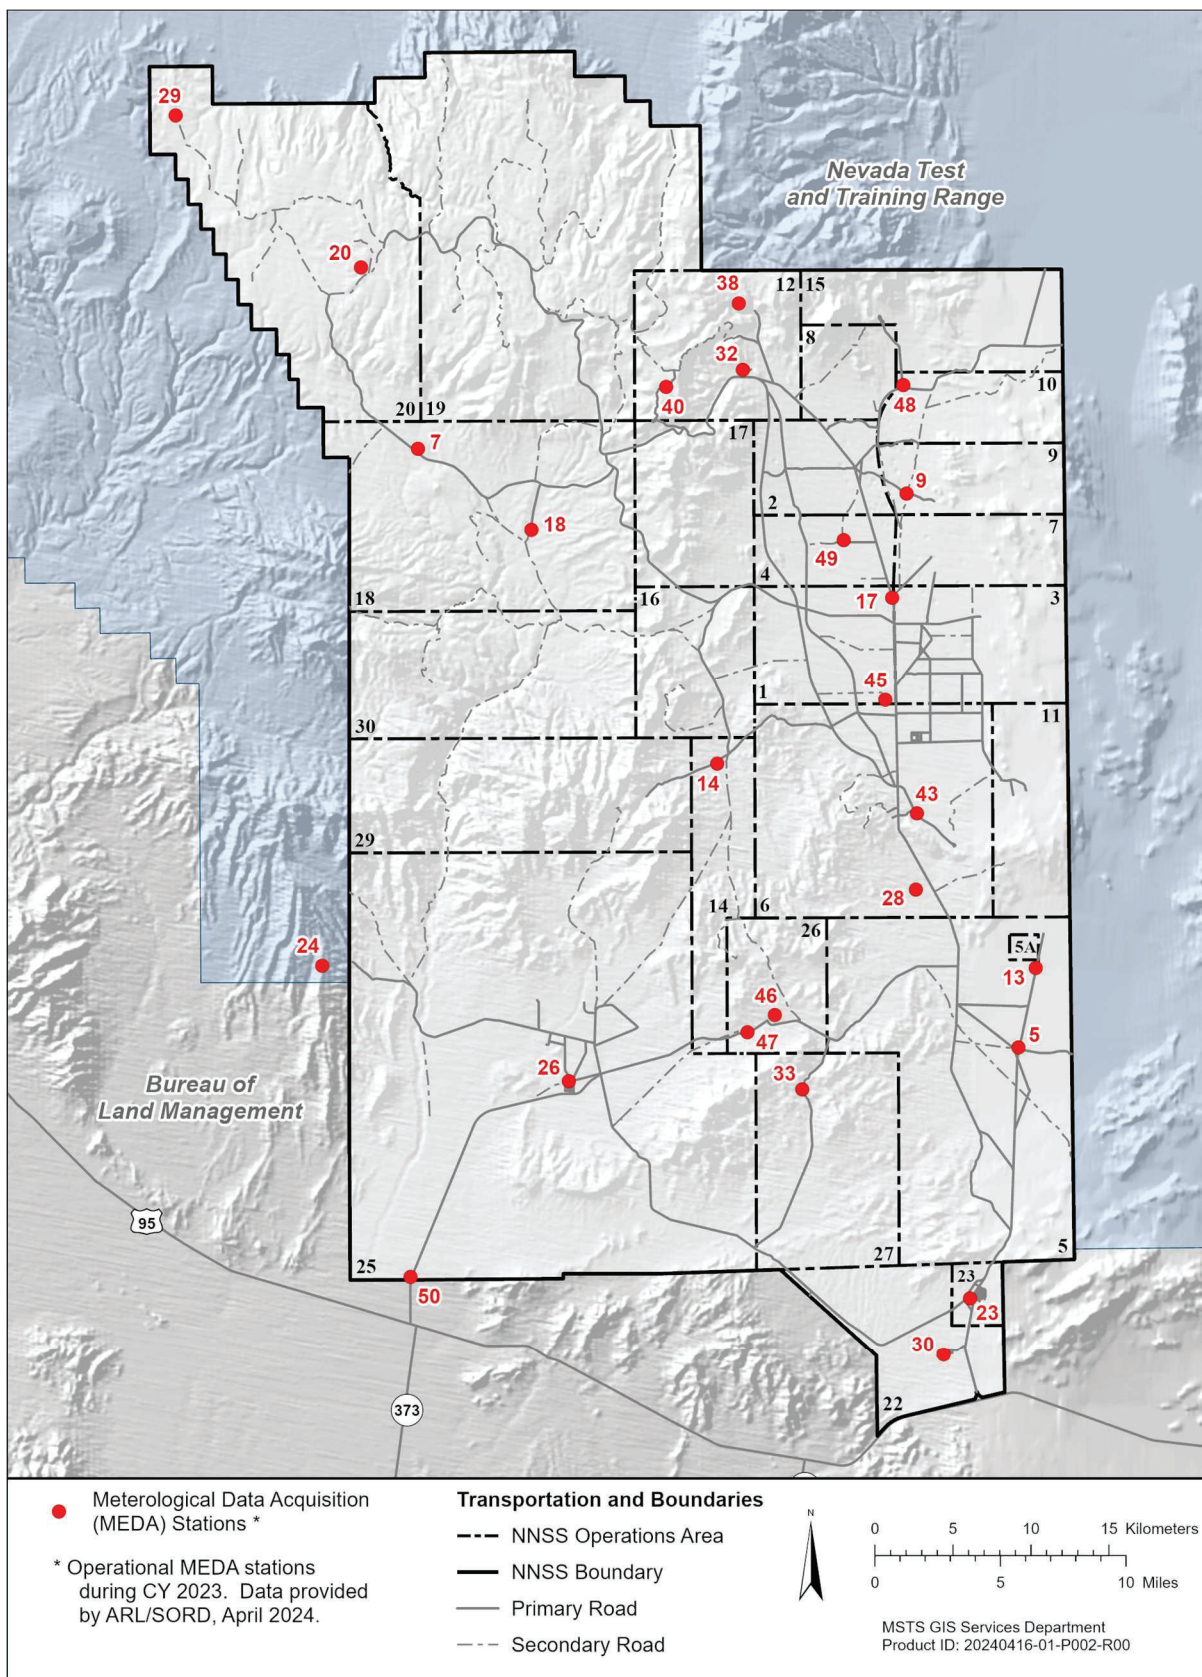 29
Nevada Test
and Training Range
20
38
12
15
32
8
40
48
10
20
19
7
17
9
9
18
2
7
49
4
18
16
17
3
45
1
11
30
14
43
29
28
14
6
26
5A
24
13
46
47
5
26
33
Bureau of
Land Management
95
25
27
5
50
23
23
30
373
22
Meterological Data Acquisition
(MEDA) Stations *
* Operational MEDA stations
during CY 2023. Data provided
by ARL/SORD, April 2024.
Transportation and Boundaries
NNSS Operations Area
NNSS Boundary
Primary Road
Secondary Road
N
0 5 10 15 Kilometers
0 5 10 Miles
MSTS GIS Services Department
Product ID: 20240416-01-P002-R00